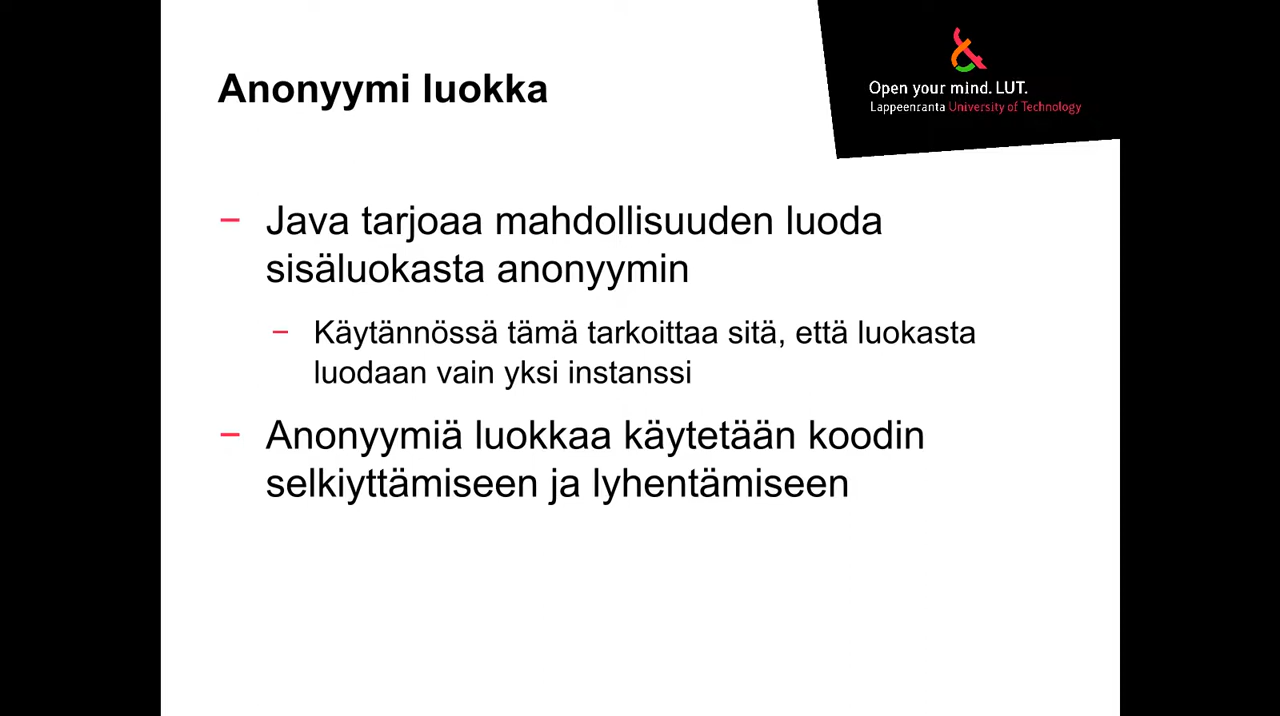 Anonyymi luokka
Open your mind. LUT.
Lappeenranta University of Technology
– Java tarjoaa mahdollisuuden luoda
sisäluokasta anonyymin
– Käytännössä tämä tarkoittaa sitä, että luokasta
luodaan vain yksi instanssi
– Anonyymiä luokkaa käytetään koodin
selkiyttämiseen ja lyhentämiseen